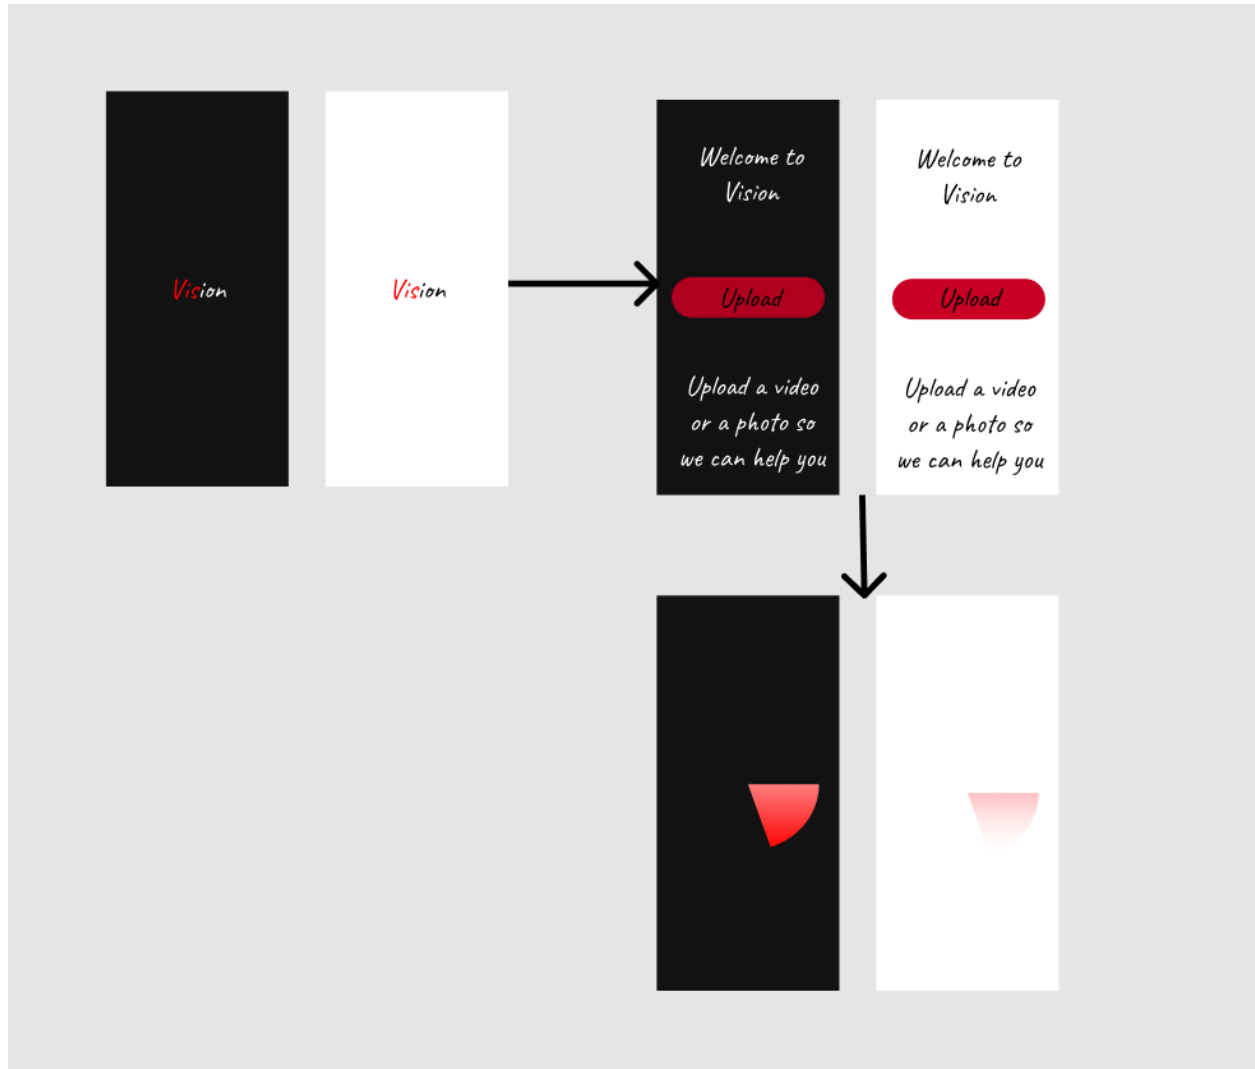 Vision
Vision
Welcome to
Vision
Upload
Upload a video
or a photo so
we can help you
Welcome to
Vision
Upload
Upload a video
or a photo so
we can help you